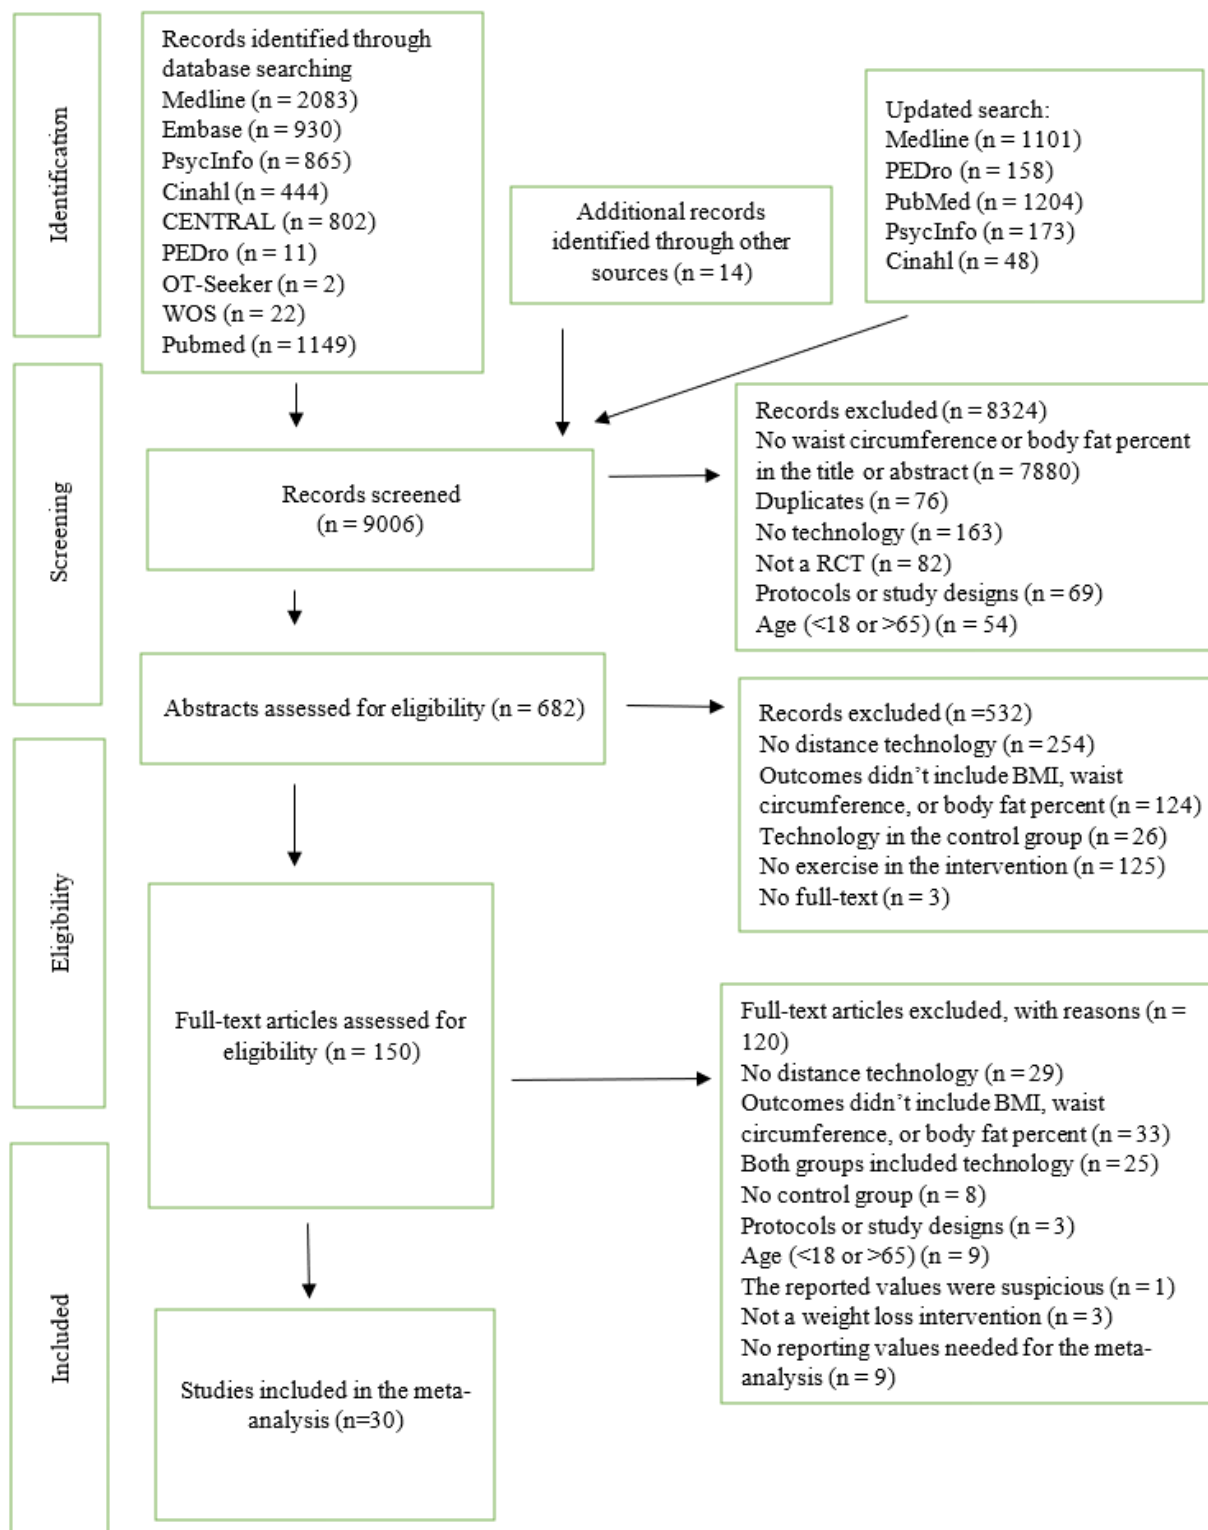 Identification
Records identified through
database searching
Medline (n = 2083)
Embase (n = 930)
PsycInfo (n = 865)
Cinahl (n = 444)
CENTRAL (n = 802)
PEDro (n = 11)
OT-Seeker (n = 2)
WOS (n = 22)
Pubmed (n = 1149)
Additional records
identified through other
sources (n = 14)
Updated search:
Medline (n = 1101)
PEDro (n = 158)
PubMed (n = 1204)
PsycInfo (n = 173)
Cinahl (n = 48)
Screening
Records screened
(n = 9006)
Records excluded (n = 8324)
No waist circumference or body fat percent
in the title or abstract (n = 7880)
Duplicates (n = 76)
No technology (n = 163)
Not a RCT (n = 82)
Protocols or study designs (n = 69)
Age (<18 or >65) (n = 54)
Abstracts assessed for eligibility (n = 682)
Records excluded (n =532)
No distance technology (n = 254)
Outcomes didn't include BMI, waist
circumference, or body fat percent (n = 124)
Technology in the control group (n = 26)
No exercise in the intervention (n = 125)
No full-text (n = 3)
Eligibility
Full-text articles assessed for
eligibility (n = 150)
Full-text articles excluded, with reasons (n =
120)
No distance technology (n = 29)
Outcomes didn't include BMI, waist
circumference, or body fat percent (n = 33)
Both groups included technology (n = 25)
No control group (n = 8)
Protocols or study designs (n = 3)
Age (<18 or >65) (n = 9)
The reported values were suspicious (n = 1)
Not a weight loss intervention (n = 3)
No reporting values needed for the meta-
analysis (n = 9)
Included
Studies included in the meta-
analysis (n=30)